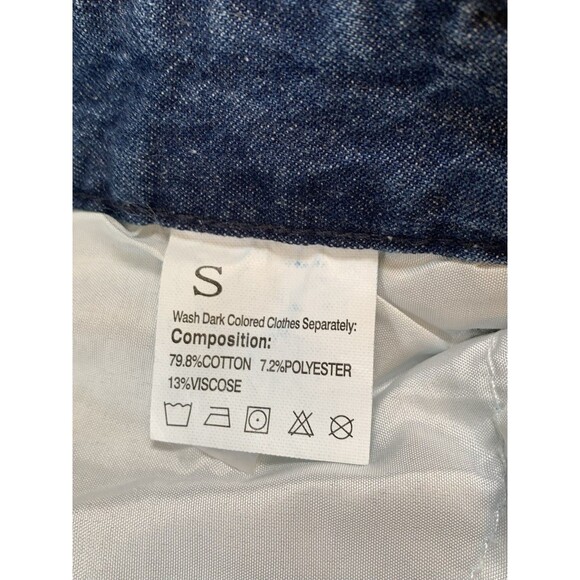 S
Wash Dark Colored Clothes Separately:
Composition:
79.8%COTTON 7.2%POLYESTER
13%VISCOSE